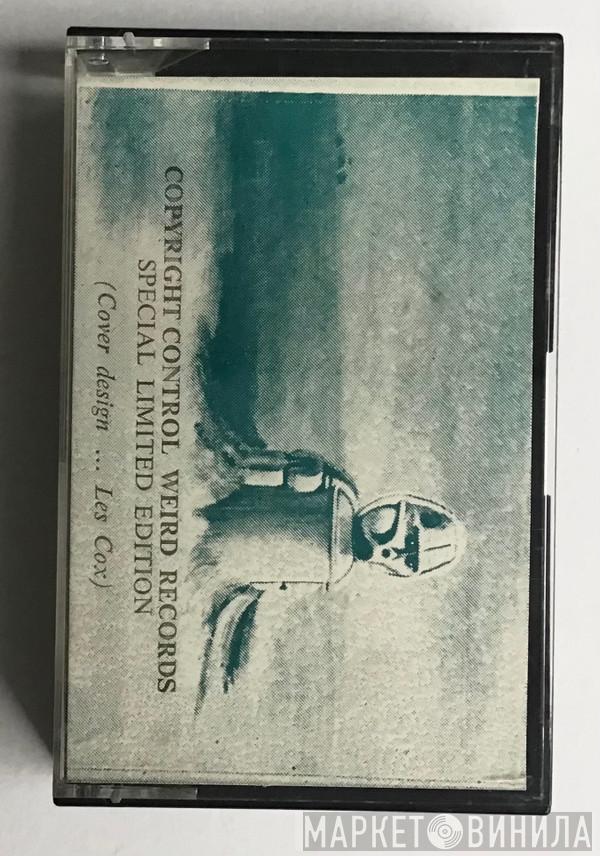 COPYRIGHT CONTROL WEIRD RECORDS
SPECIAL LIMITED EDITION
(Cover design ... Les Cox)
МАРКЕТ ВИНИЛА